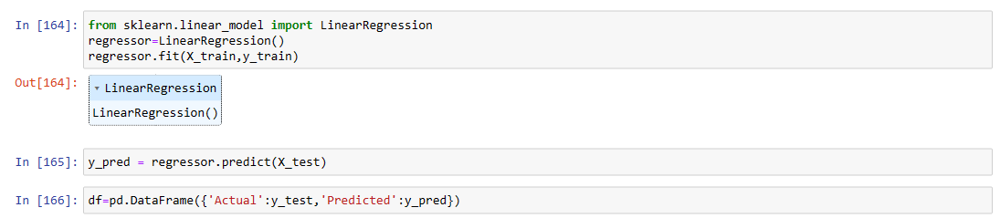 In [164]: from sklearn.linear_model import LinearRegression
regressor=LinearRegression()
regressor.fit(X_train,y_train)
Out[164]: ▾ LinearRegression
LinearRegression()
In [165]: y_pred = regressor.predict(X_test)
In [166]: df=pd.DataFrame({'Actual':y_test,'Predicted':y_pred})